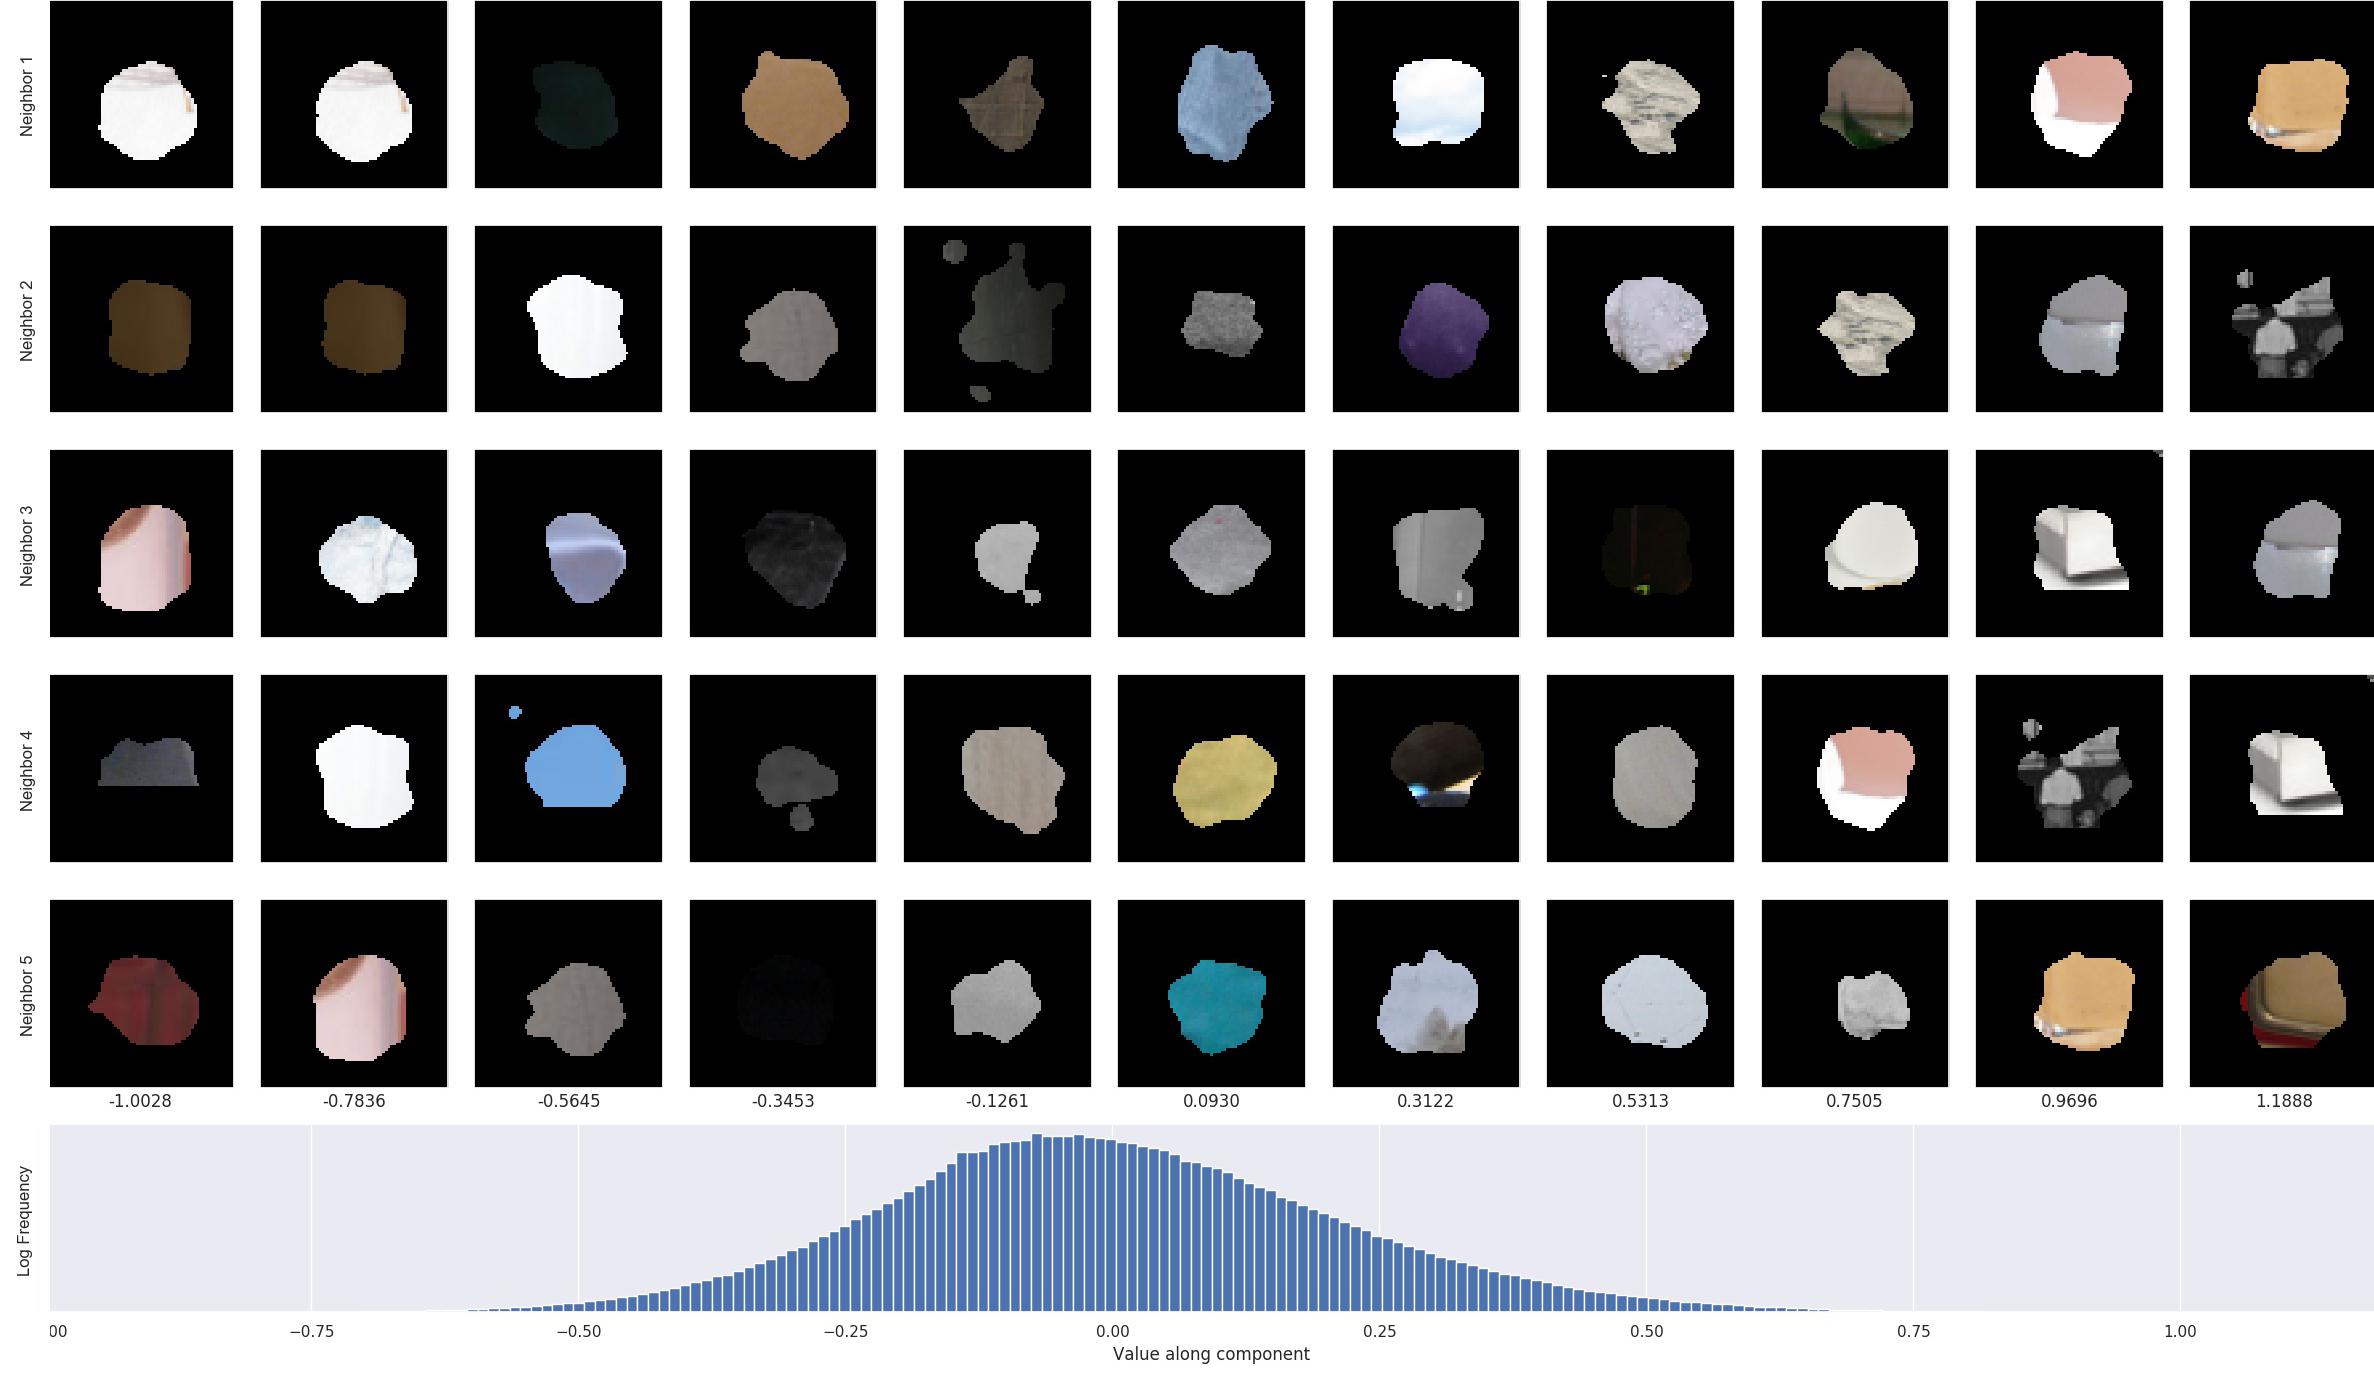 Neighbor 1
Neighbor 2
Neighbor 3
Neighbor 4
Neighbor 5
-1.0028 -0.7836 -0.5645 -0.3453 -0.1261 0.0930 0.3122 0.5313 0.7505 0.9696 1.1888
Log Frequency
00 −0.75 −0.50 −0.25 0.00 0.25 0.50 0.75 1.00
Value along component